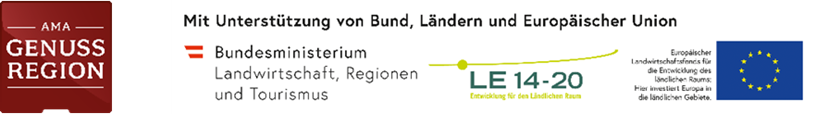 AMA
GENUSS
REGION
Mit Unterstützung von Bund, Ländern und Europäischer Union
Bundesministerium
Landwirtschaft, Regionen
und Tourismus
LE 14-20
Entwicklung für den Ländlichen Raum
Europäischer
Landwirtschaftsfonds für
die Entwicklung des
ländlichen Raums:
Hier investiert Europa in
die ländlichen Gebiete.